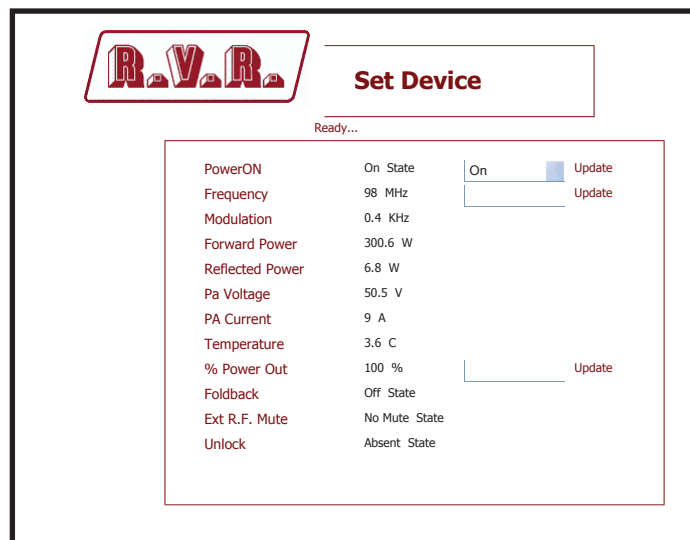 R.V.R.
Set Device
Ready...
PowerON On State On Update
Frequency 98 MHz Update
Modulation 0.4 KHz
Forward Power 300.6 W
Reflected Power 6.8 W
Pa Voltage 50.5 V
PA Current 9 A
Temperature 3.6 C
% Power Out 100 % Update
Foldback Off State
Ext R.F. Mute No Mute State
Unlock Absent State